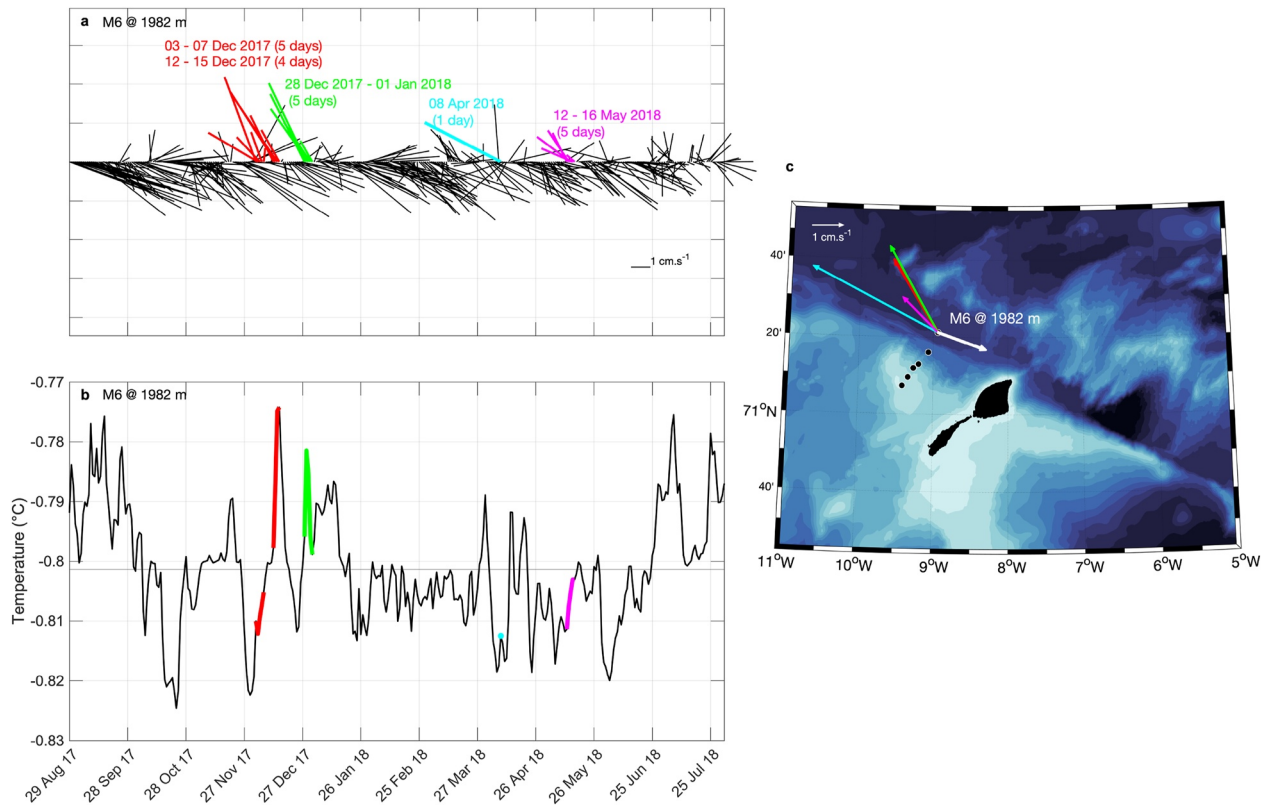 a M6 @ 1982 m
03 - 07 Dec 2017 (5 days)
12 - 15 Dec 2017 (4 days)
28 Dec 2017 - 01 Jan 2018
(5 days)
08 Apr 2018
(1 day)
12 - 16 May 2018
(5 days)
1 cm.s⁻¹
b M6 @ 1982 m
Temperature (°C)
-0.77
-0.78
-0.79
-0.8
-0.81
-0.82
-0.83
29 Aug 17
28 Sep 17
28 Oct 17
27 Nov 17
27 Dec 17
26 Jan 18
25 Feb 18
27 Mar 18
26 Apr 18
26 May 18
25 Jun 18
25 Jul 18
c
1 cm.s⁻¹
M6 @ 1982 m
40'
20'
71°N
40'
11°W
10°W
9°W
8°W
7°W
6°W
5°W